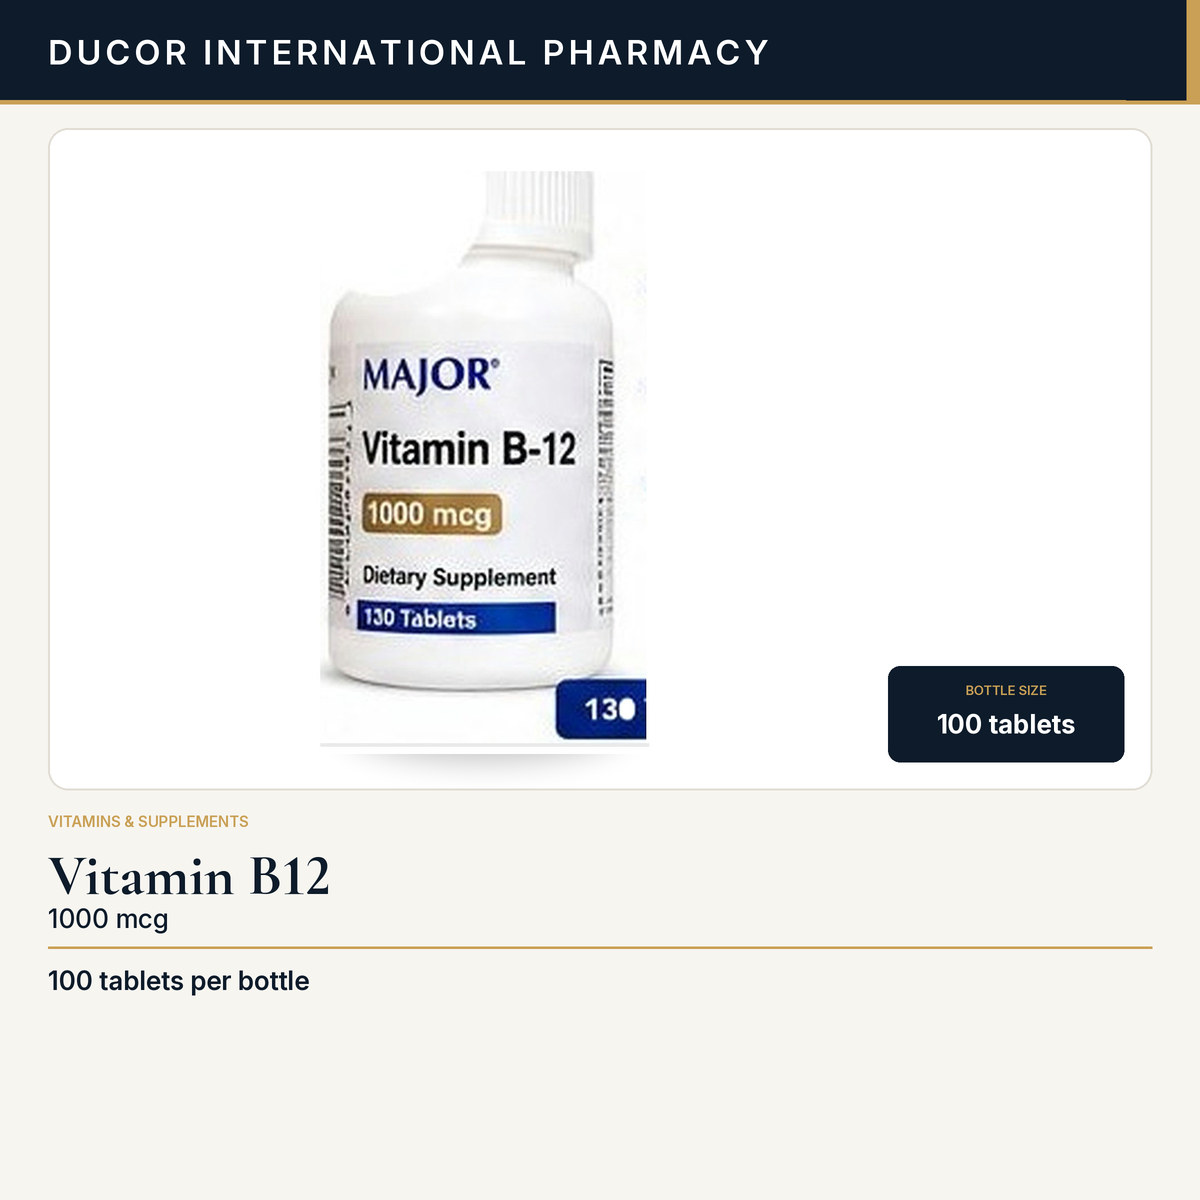 DUCOR INTERNATIONAL PHARMACY
MAJOR®
Vitamin B-12
1000 mcg
Dietary Supplement
130 Tablets
130
BOTTLE SIZE
100 tablets
VITAMINS & SUPPLEMENTS
Vitamin B12
1000 mcg
100 tablets per bottle